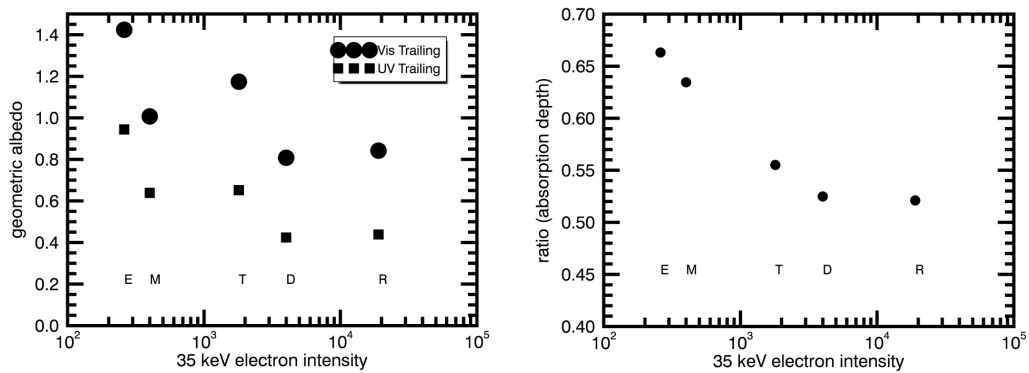 1.4
1.2
1.0
0.8
0.6
0.4
0.2
0.0
geometric albedo
Vis Trailing
UV Trailing
E M T D R
10² 10³ 10⁴ 10⁵
35 keV electron intensity
0.70
0.65
0.60
0.55
0.50
0.45
0.40
ratio (absorption depth)
E M T D R
10² 10³ 10⁴ 10⁵
35 keV electron intensity